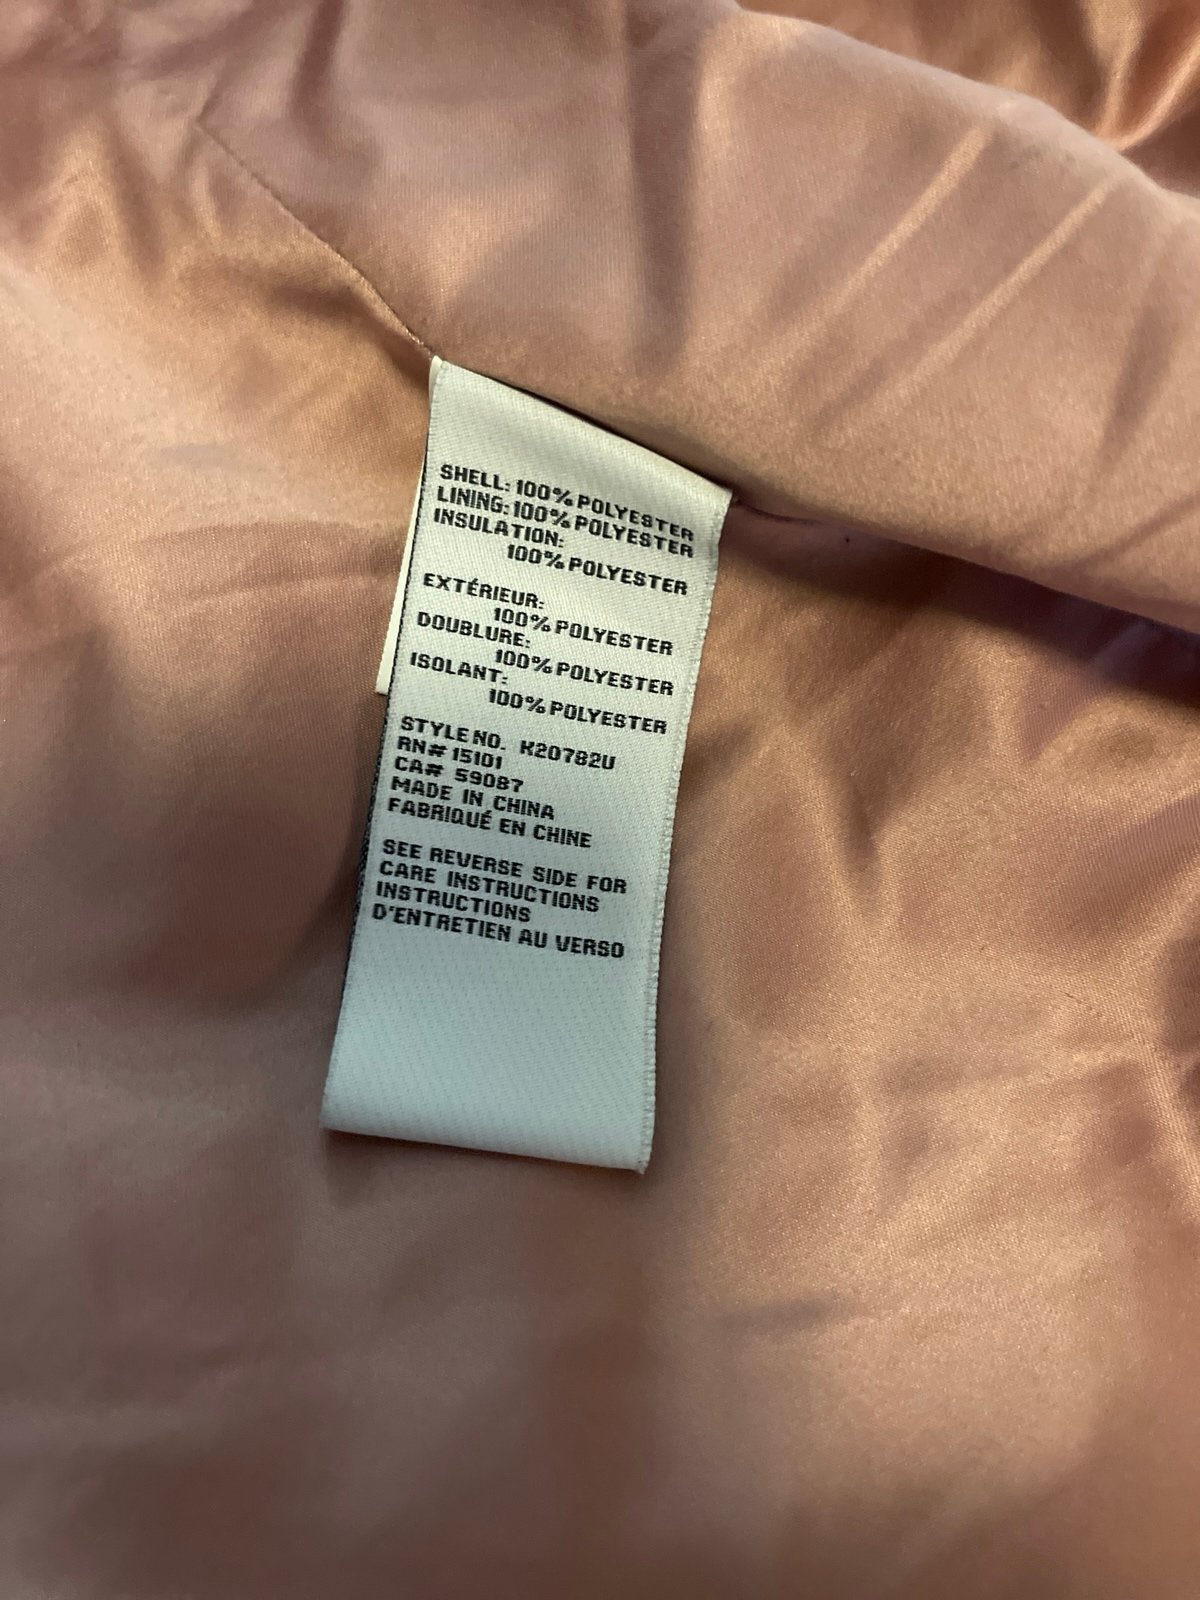 SHELL: 100% POLYESTER
LINING: 100% POLYESTER
INSULATION:
100% POLYESTER
EXTÉRIEUR:
100% POLYESTER
DOUBLURE:
100% POLYESTER
ISOLANT:
100% POLYESTER
STYLE NO. K20782U
RN# 15101
CA# 59087
MADE IN CHINA
FABRIQUÉ EN CHINE
SEE REVERSE SIDE FOR
CARE INSTRUCTIONS
INSTRUCTIONS
D'ENTRETIEN AU VERSO